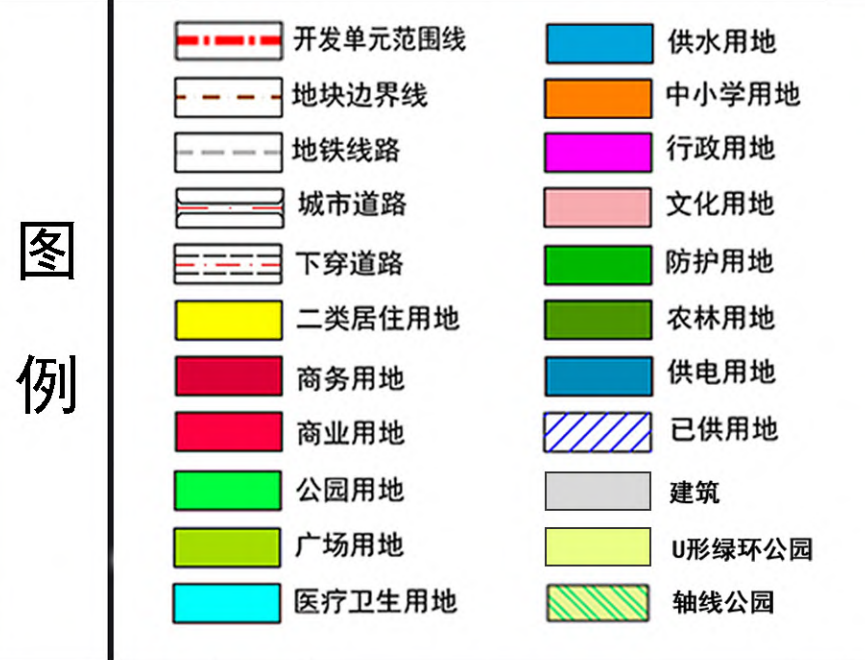 图例
开发单元范围线
地块边界线
地铁线路
城市道路
下穿道路
二类居住用地
商务用地
商业用地
公园用地
广场用地
医疗卫生用地
供水用地
中小学用地
行政用地
文化用地
防护用地
农林用地
供电用地
已供用地
建筑
U形绿环公园
轴线公园